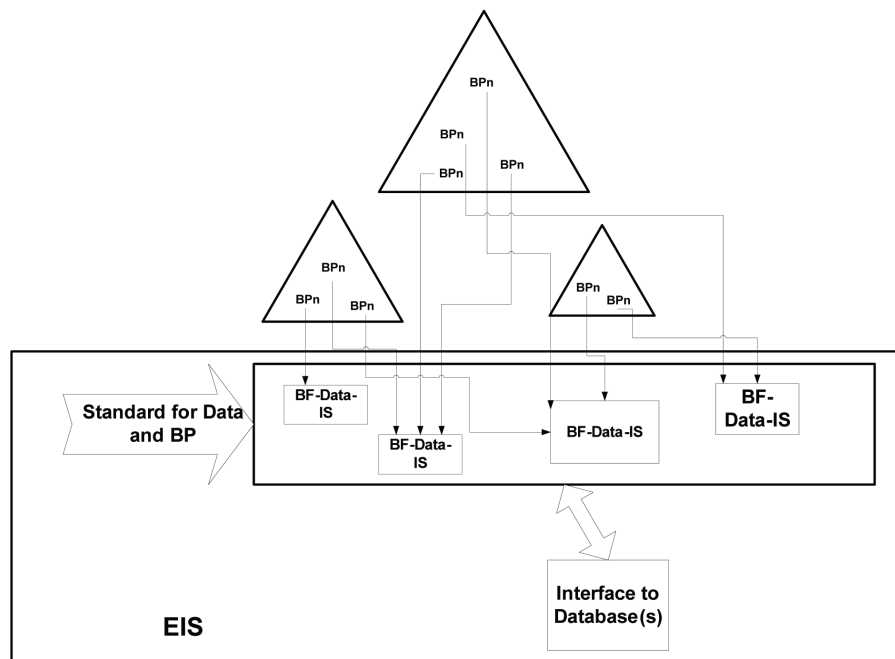 BPn
BPn
BPn
BPn
BPn
BPn
BPn
BPn
BPn
Standard for Data
and BP
BF-Data-
IS
BF-Data-
IS
BF-Data-IS
BF-
Data-IS
Interface to
Database(s)
EIS